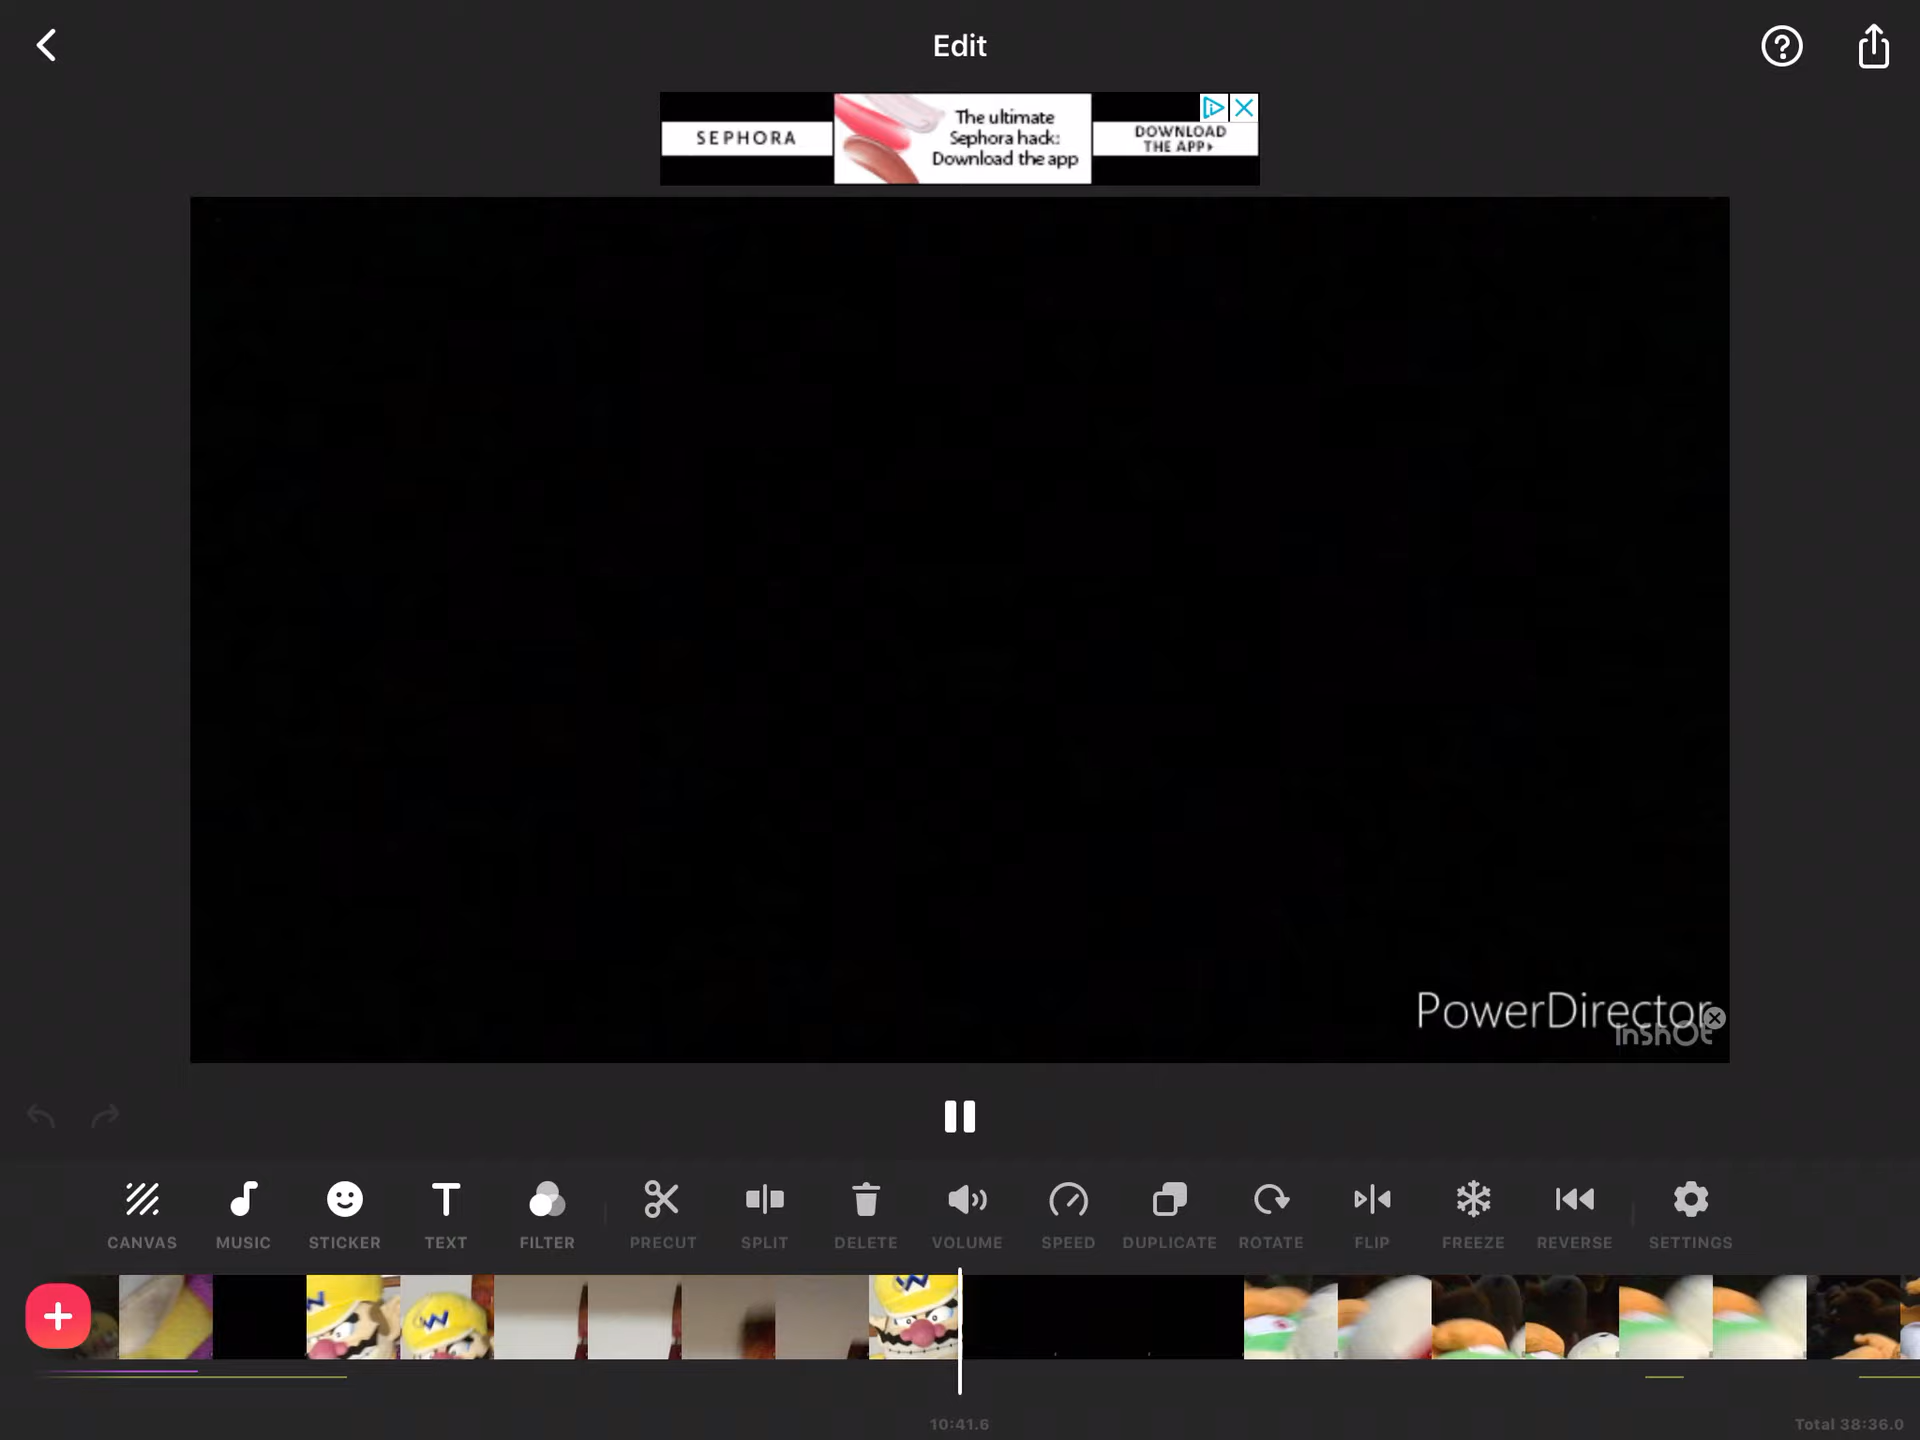 Edit
SEPHORA
The ultimate
Sephora hack:
Download the app
DOWNLOAD
THE APP
PowerDirector
InShOt
CANVAS
MUSIC
STICKER
TEXT
FILTER
PRECUT
SPLIT
DELETE
VOLUME
SPEED
DUPLICATE
ROTATE
FLIP
FREEZE
REVERSE
SETTINGS
W
W
W
10:41.6
Total 38:36.0